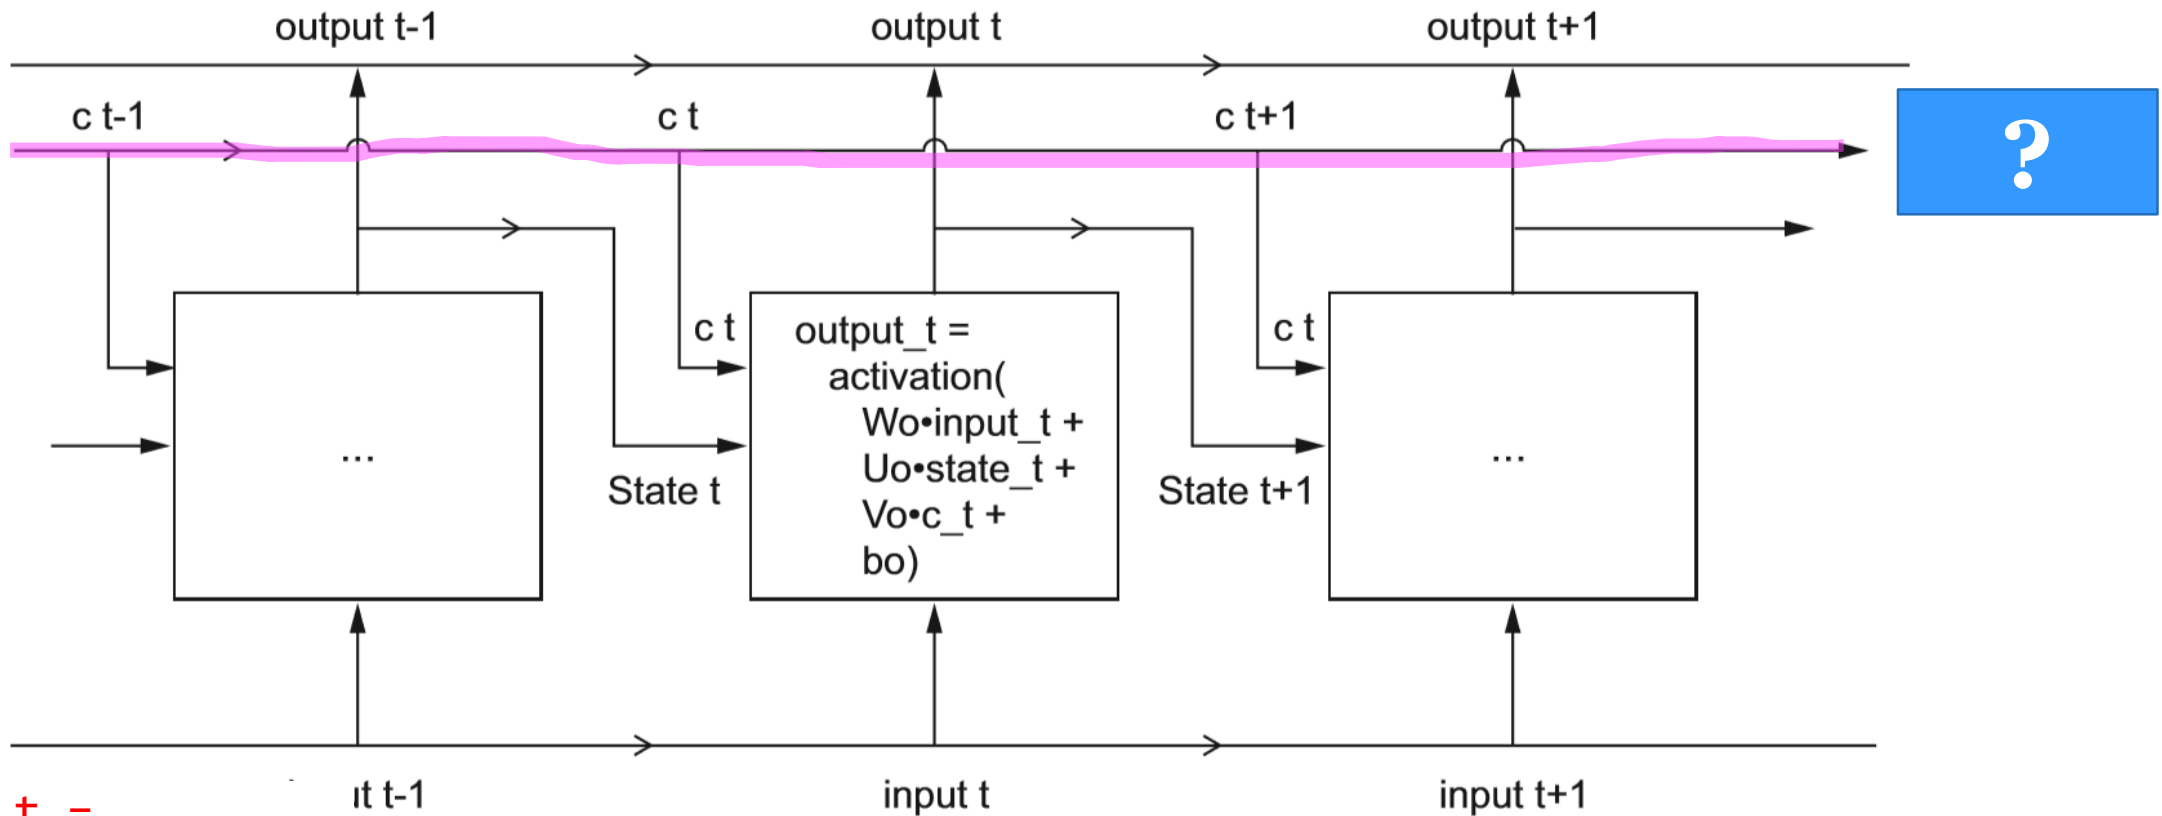 output t-1
output t
output t+1
c t-1
c t
c t+1
?
c t
c t
output_t =
activation(
Wo•input_t +
Uo•state_t +
Vo•c_t +
bo)
...
...
State t
State t+1
t-1
input t
input t+1
+ –